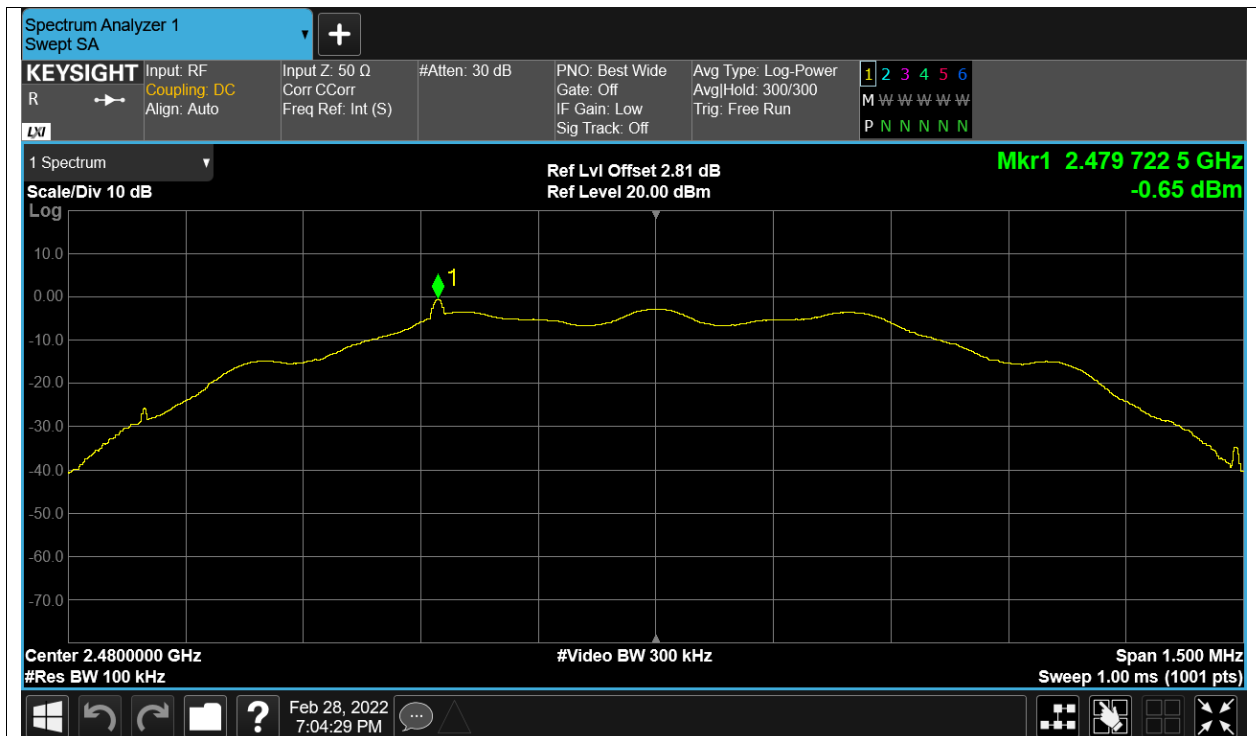 Spectrum Analyzer 1
Swept SA
+
KEYSIGHT
R
LXI
Input: RF
Coupling: DC
Align: Auto
Input Z: 50 Ω
Corr CCorr
Freq Ref: Int (S)
#Atten: 30 dB
PNO: Best Wide
Gate: Off
IF Gain: Low
Sig Track: Off
Avg Type: Log-Power
Avg|Hold: 300/300
Trig: Free Run
1 2 3 4 5 6
M W W W W W
P N N N N N
1 Spectrum
Scale/Div 10 dB
Log
Ref Lvl Offset 2.81 dB
Ref Level 20.00 dBm
Mkr1 2.479 722 5 GHz
-0.65 dBm
1
10.0
0.00
-10.0
-20.0
-30.0
-40.0
-50.0
-60.0
-70.0
Center 2.4800000 GHz
#Res BW 100 kHz
#Video BW 300 kHz
Span 1.500 MHz
Sweep 1.00 ms (1001 pts)
?
Feb 28, 2022
7:04:29 PM